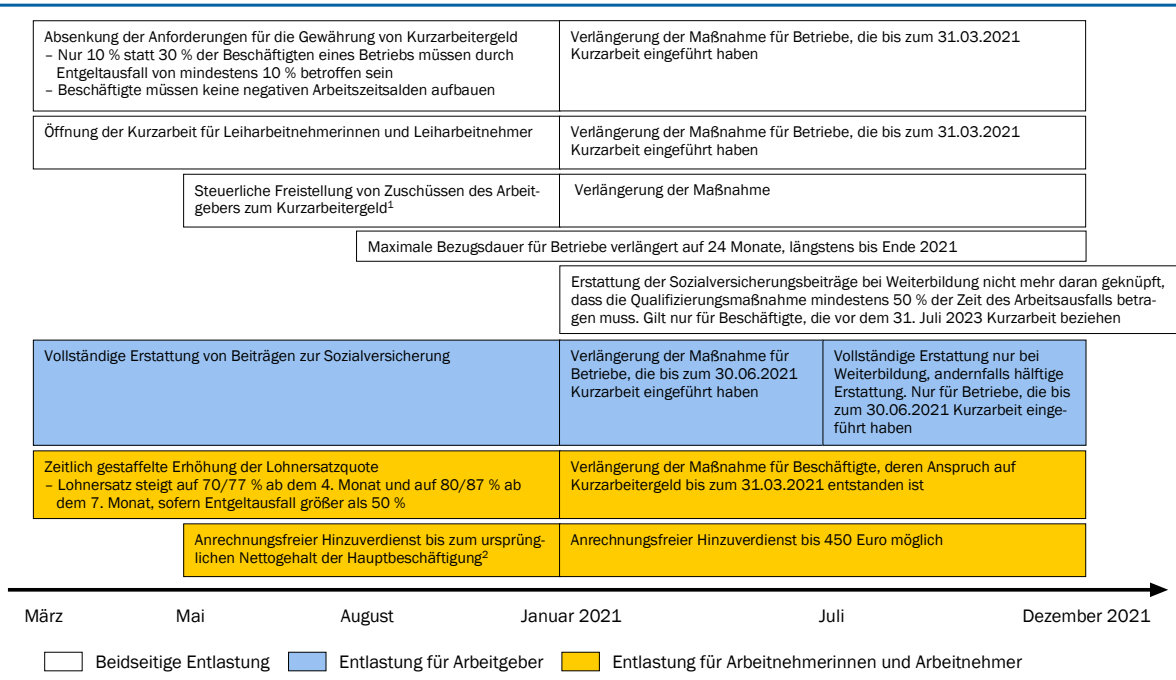 Absenkung der Anforderungen für die Gewährung von Kurzarbeitergeld
– Nur 10 % statt 30 % der Beschäftigten eines Betriebs müssen durch
Entgeltausfall von mindestens 10 % betroffen sein
– Beschäftigte müssen keine negativen Arbeitszeitsalden aufbauen
Verlängerung der Maßnahme für Betriebe, die bis zum 31.03.2021
Kurzarbeit eingeführt haben
Öffnung der Kurzarbeit für Leiharbeitnehmerinnen und Leiharbeitnehmer
Verlängerung der Maßnahme für Betriebe, die bis zum 31.03.2021
Kurzarbeit eingeführt haben
Steuerliche Freistellung von Zuschüssen des Arbeit-
gebers zum Kurzarbeitergeld1
Verlängerung der Maßnahme
Maximale Bezugsdauer für Betriebe verlängert auf 24 Monate, längstens bis Ende 2021
Erstattung der Sozialversicherungsbeiträge bei Weiterbildung nicht mehr daran geknüpft,
dass die Qualifizierungsmaßnahme mindestens 50 % der Zeit des Arbeitsausfalls betra-
gen muss. Gilt nur für Beschäftigte, die vor dem 31. Juli 2023 Kurzarbeit beziehen
Vollständige Erstattung von Beiträgen zur Sozialversicherung
Verlängerung der Maßnahme für
Betriebe, die bis zum 30.06.2021
Kurzarbeit eingeführt haben
Vollständige Erstattung nur bei
Weiterbildung, andernfalls hälftige
Erstattung. Nur für Betriebe, die bis
zum 30.06.2021 Kurzarbeit einge-
führt haben
Zeitlich gestaffelte Erhöhung der Lohnersatzquote
– Lohnersatz steigt auf 70/77 % ab dem 4. Monat und auf 80/87 % ab
dem 7. Monat, sofern Entgeltausfall größer als 50 %
Verlängerung der Maßnahme für Beschäftigte, deren Anspruch auf
Kurzarbeitergeld bis zum 31.03.2021 entstanden ist
Anrechnungsfreier Hinzuverdienst bis zum ursprüng-
lichen Nettogehalt der Hauptbeschäftigung2
Anrechnungsfreier Hinzuverdienst bis 450 Euro möglich
März Mai August Januar 2021 Juli Dezember 2021
Beidseitige Entlastung Entlastung für Arbeitgeber Entlastung für Arbeitnehmerinnen und Arbeitnehmer